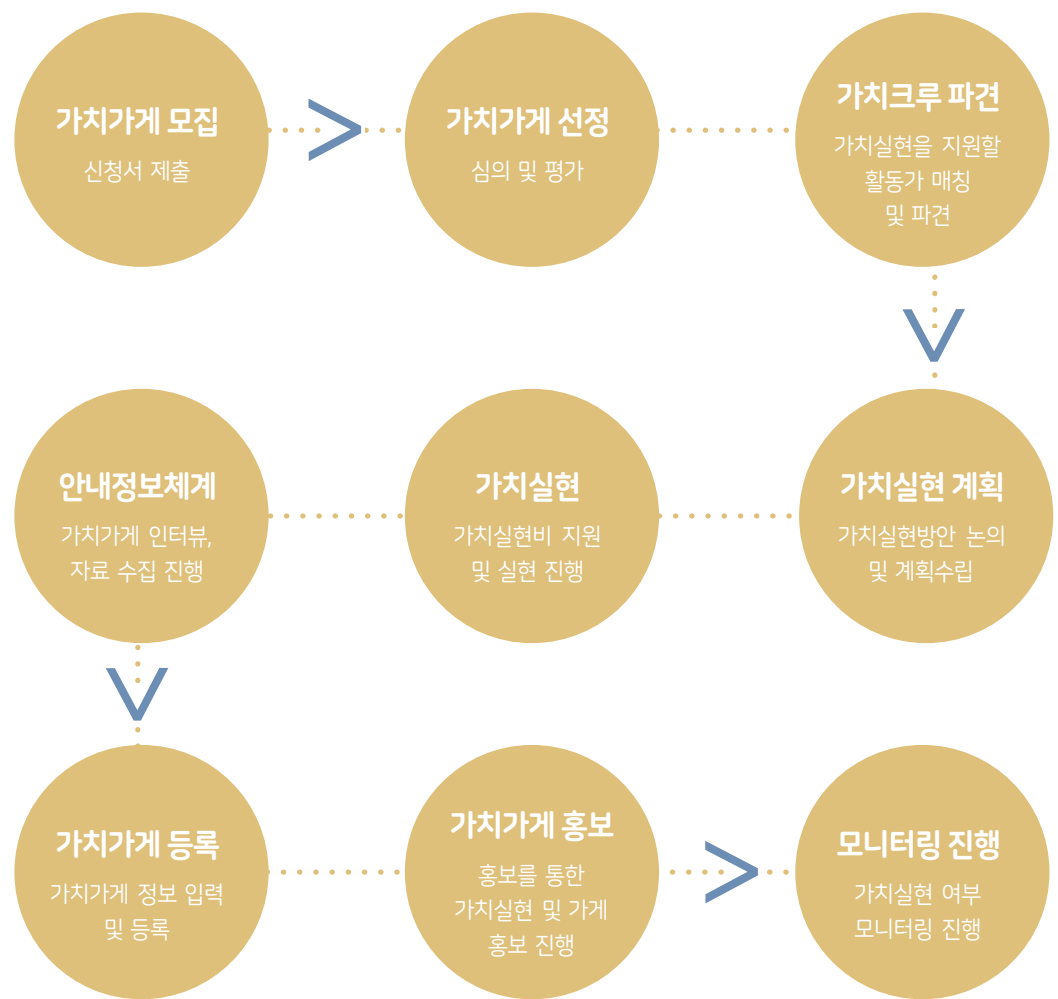 가치가게 모집
신청서 제출
가치가게 선정
심의 및 평가
가치크루 파견
가치실현을 지원할
활동가 매칭
및 파견
가치실현 계획
가치실현방안 논의
및 계획수립
가치실현
가치실현비 지원
및 실현 진행
안내정보체계
가치가게 인터뷰,
자료 수집 진행
가치가게 등록
가치가게 정보 입력
및 등록
가치가게 홍보
홍보를 통한
가치실현 및 가게
홍보 진행
모니터링 진행
가치실현 여부
모니터링 진행